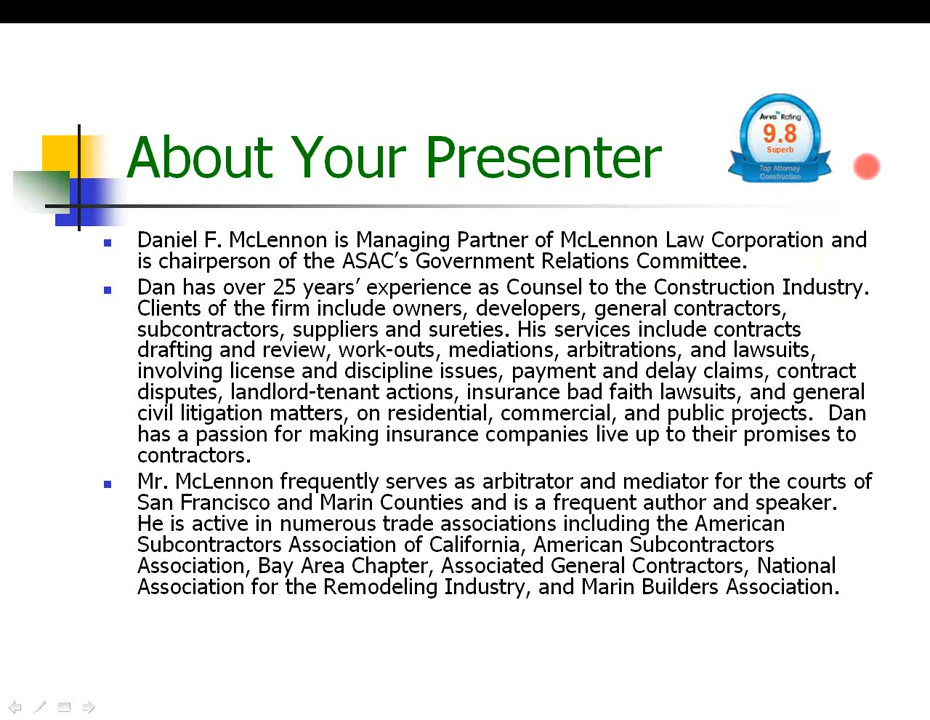 Avvo Rating
9.8
Superb
Top Attorney
Construction
About Your Presenter
Daniel F. McLennon is Managing Partner of McLennon Law Corporation and
is chairperson of the ASAC’s Government Relations Committee.
Dan has over 25 years’ experience as Counsel to the Construction Industry.
Clients of the firm include owners, developers, general contractors,
subcontractors, suppliers and sureties. His services include contracts
drafting and review, work-outs, mediations, arbitrations, and lawsuits,
involving license and discipline issues, payment and delay claims, contract
disputes, landlord-tenant actions, insurance bad faith lawsuits, and general
civil litigation matters, on residential, commercial, and public projects.  Dan
has a passion for making insurance companies live up to their promises to
contractors.
Mr. McLennon frequently serves as arbitrator and mediator for the courts of
San Francisco and Marin Counties and is a frequent author and speaker.
He is active in numerous trade associations including the American
Subcontractors Association of California, American Subcontractors
Association, Bay Area Chapter, Associated General Contractors, National
Association for the Remodeling Industry, and Marin Builders Association.